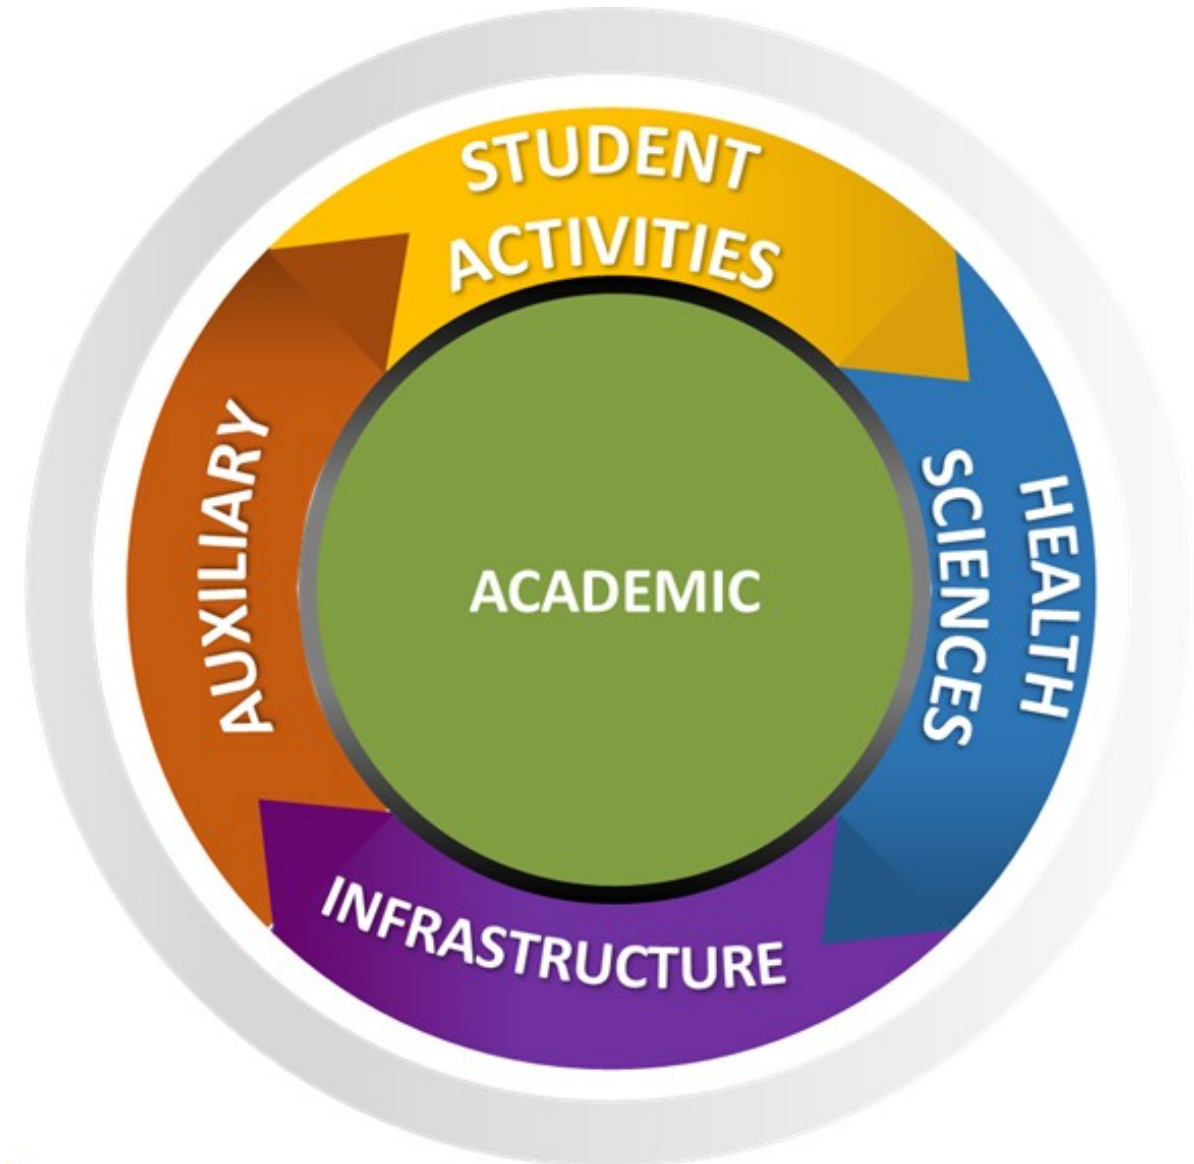 STUDENT
ACTIVITIES
HEALTH
SCIENCES
INFRASTRUCTURE
AUXILIARY
ACADEMIC